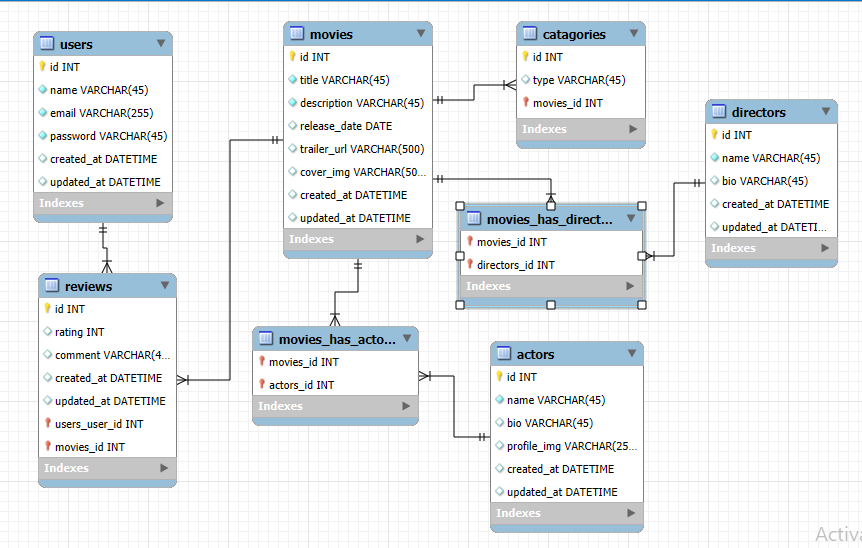 users
id INT
name VARCHAR(45)
email VARCHAR(255)
password VARCHAR(45)
created_at DATETIME
updated_at DATETIME
Indexes
movies
id INT
title VARCHAR(45)
description VARCHAR(45)
release_date DATE
trailer_url VARCHAR(500)
cover_img VARCHAR(50...
created_at DATETIME
updated_at DATETIME
Indexes
catagories
id INT
type VARCHAR(45)
movies_id INT
Indexes
directors
id INT
name VARCHAR(45)
bio VARCHAR(45)
created_at DATETIME
updated_at DATETI...
Indexes
movies_has_direct...
movies_id INT
directors_id INT
Indexes
reviews
id INT
rating INT
comment VARCHAR(4...
created_at DATETIME
updated_at DATETIME
users_user_id INT
movies_id INT
Indexes
movies_has_acto...
movies_id INT
actors_id INT
Indexes
actors
id INT
name VARCHAR(45)
bio VARCHAR(45)
profile_img VARCHAR(25...
created_at DATETIME
updated_at DATETIME
Indexes
Activa